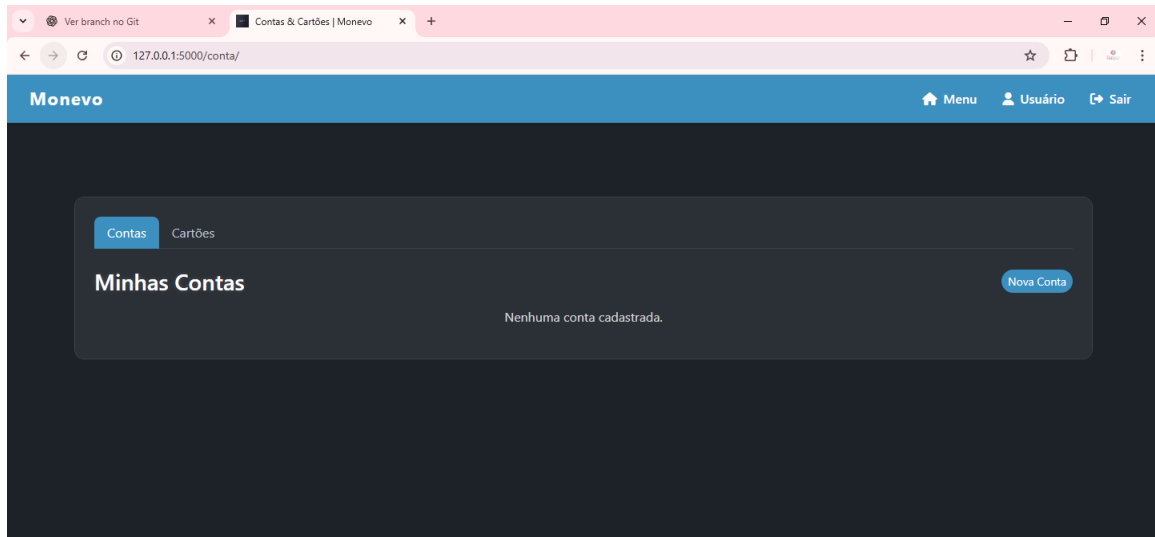 Ver branch no Git
Contas & Cartões | Monevo
127.0.0.1:5000/conta/
Monevo
Menu
Usuário
Sair
Contas
Cartões
Minhas Contas
Nova Conta
Nenhuma conta cadastrada.